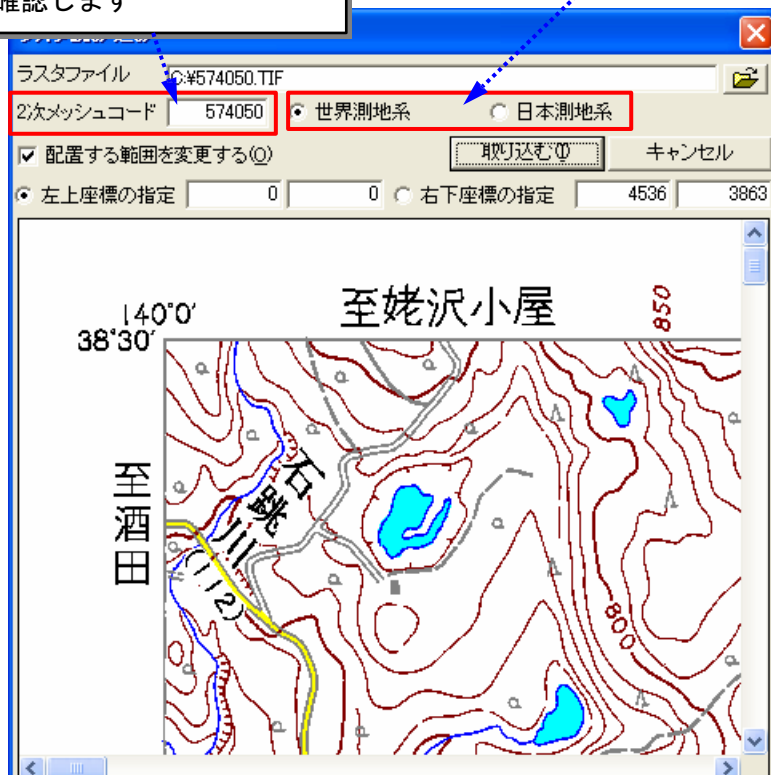 確認します
ラスタファイル C:¥574050.TIF
2次メッシュコード 574050 世界測地系 日本測地系
配置する範囲を変更する(O) 取り込む(I) キャンセル
左上座標の指定 0 0 右下座標の指定 4536 3863
至姥沢小屋
850
140°0′
38°30′
至酒田
石跳川
(112)
800